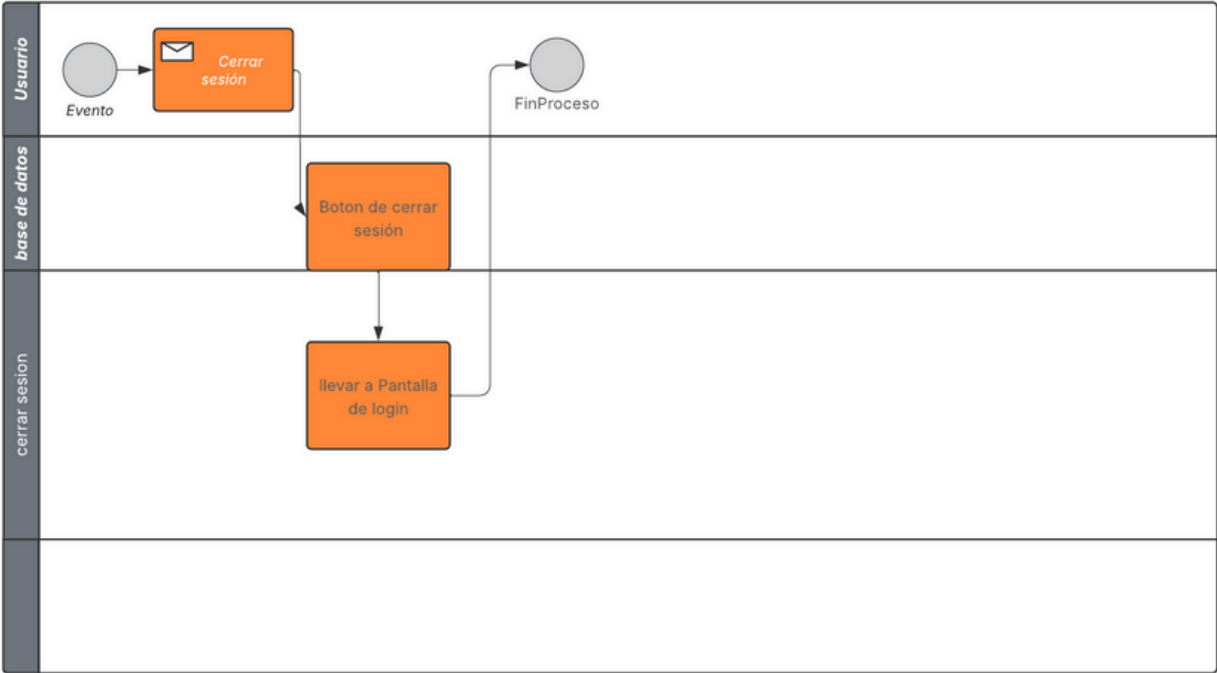 Usuario
Evento
Cerrar
sesión
FinProceso
base de datos
Boton de cerrar
sesión
cerrar sesion
llevar a Pantalla
de login